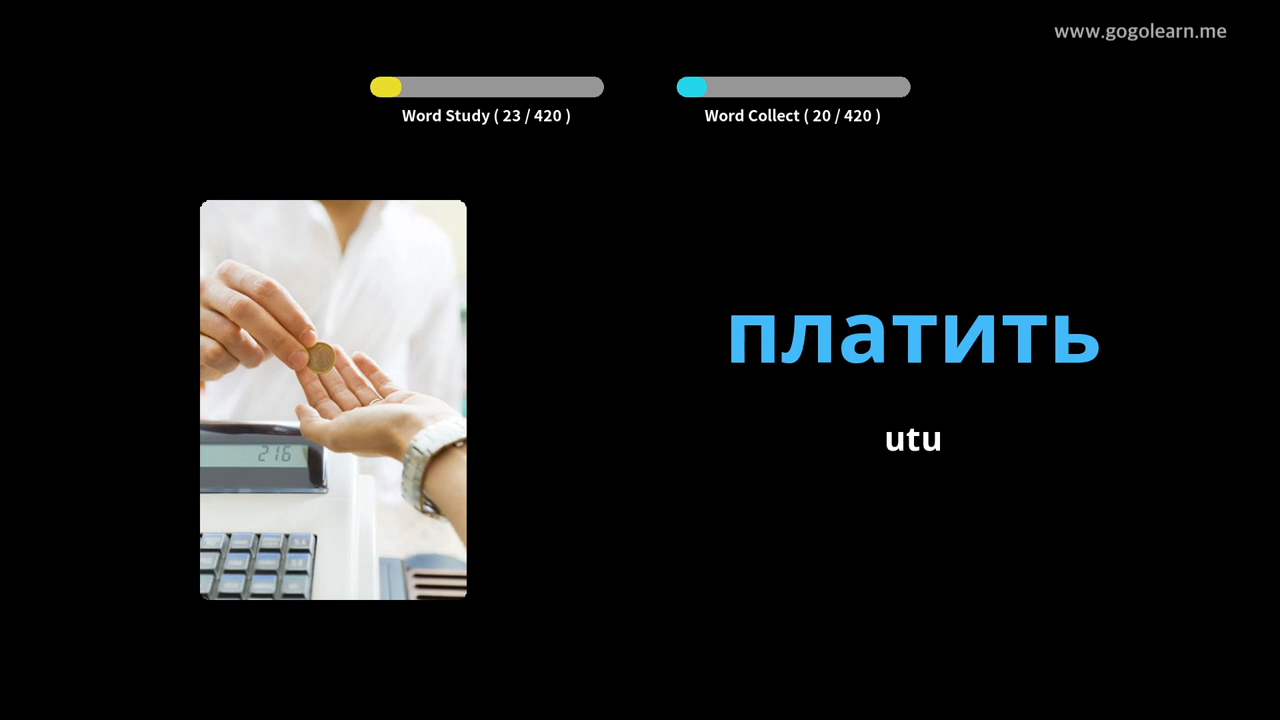 www.gogolearn.me
Word Study ( 23 / 420 )
Word Collect ( 20 / 420 )
платить
utu
216